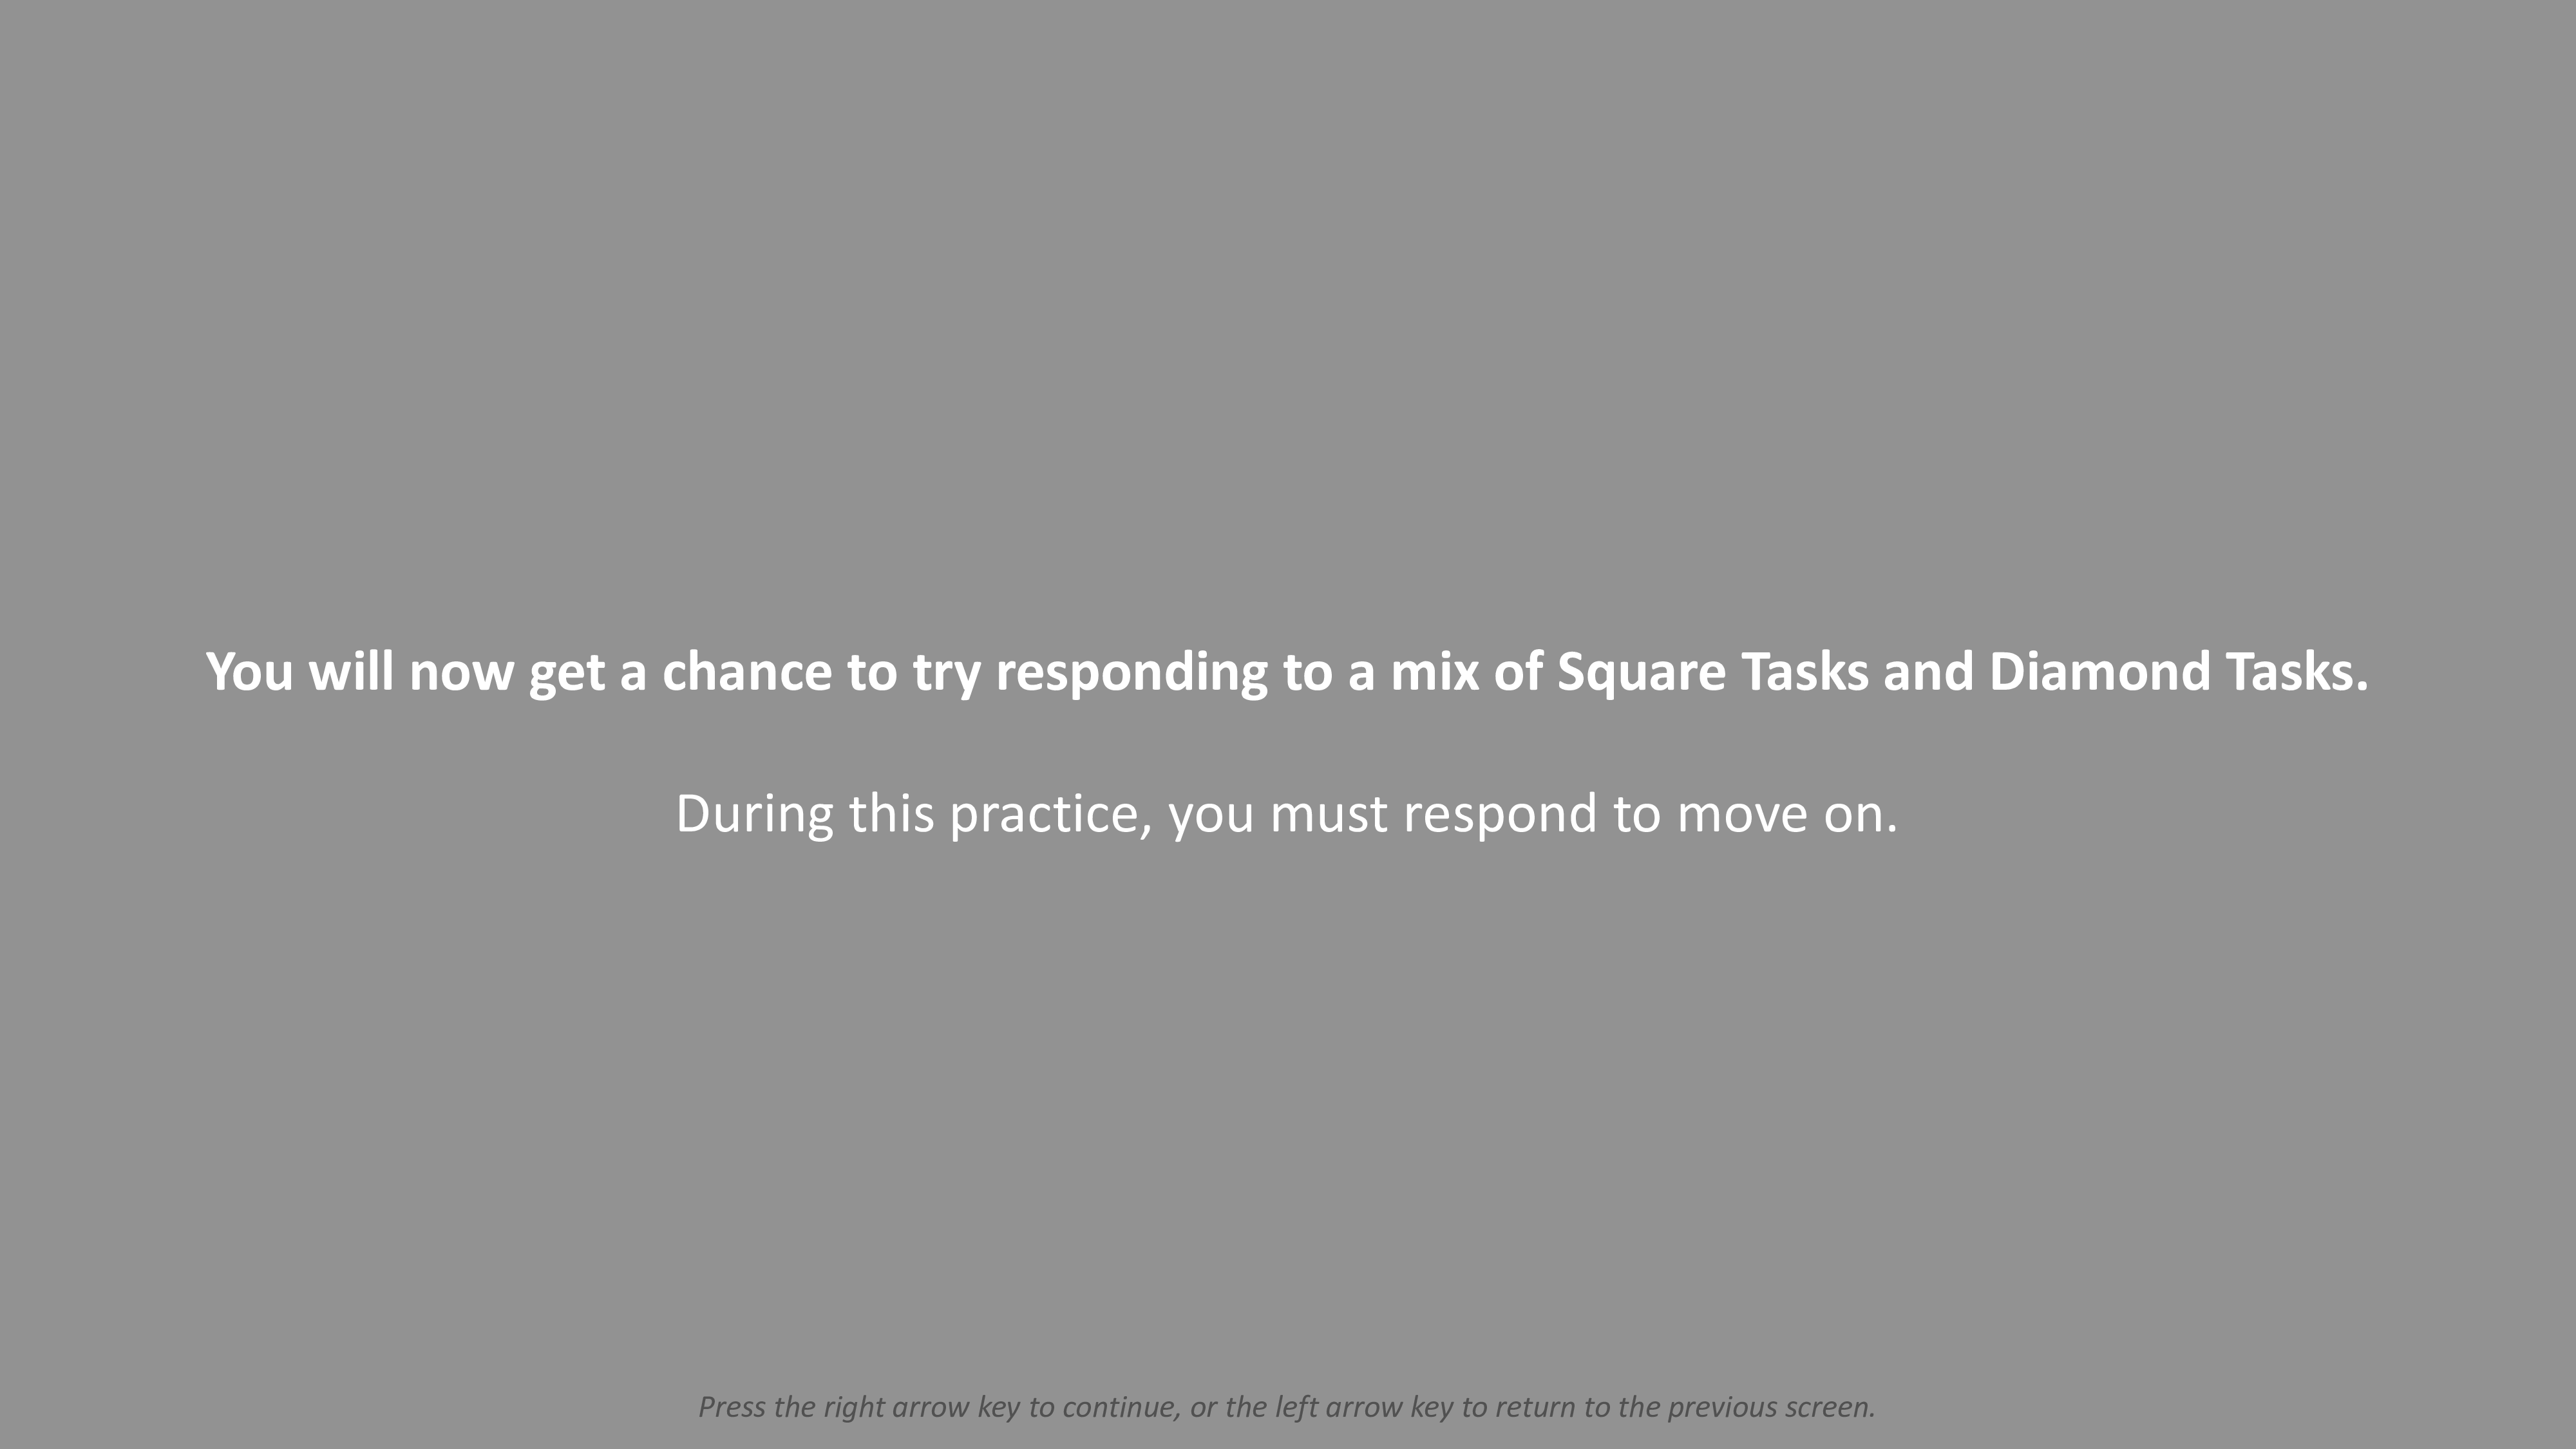 You will now get a chance to try responding to a mix of Square Tasks and Diamond Tasks.
During this practice, you must respond to move on.
Press the right arrow key to continue, or the left arrow key to return to the previous screen.